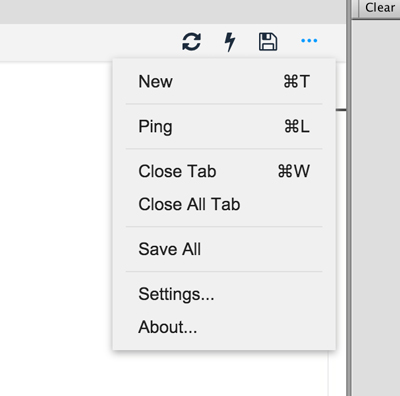 Clear
New ⌘T
Ping ⌘L
Close Tab ⌘W
Close All Tab
Save All
Settings...
About...